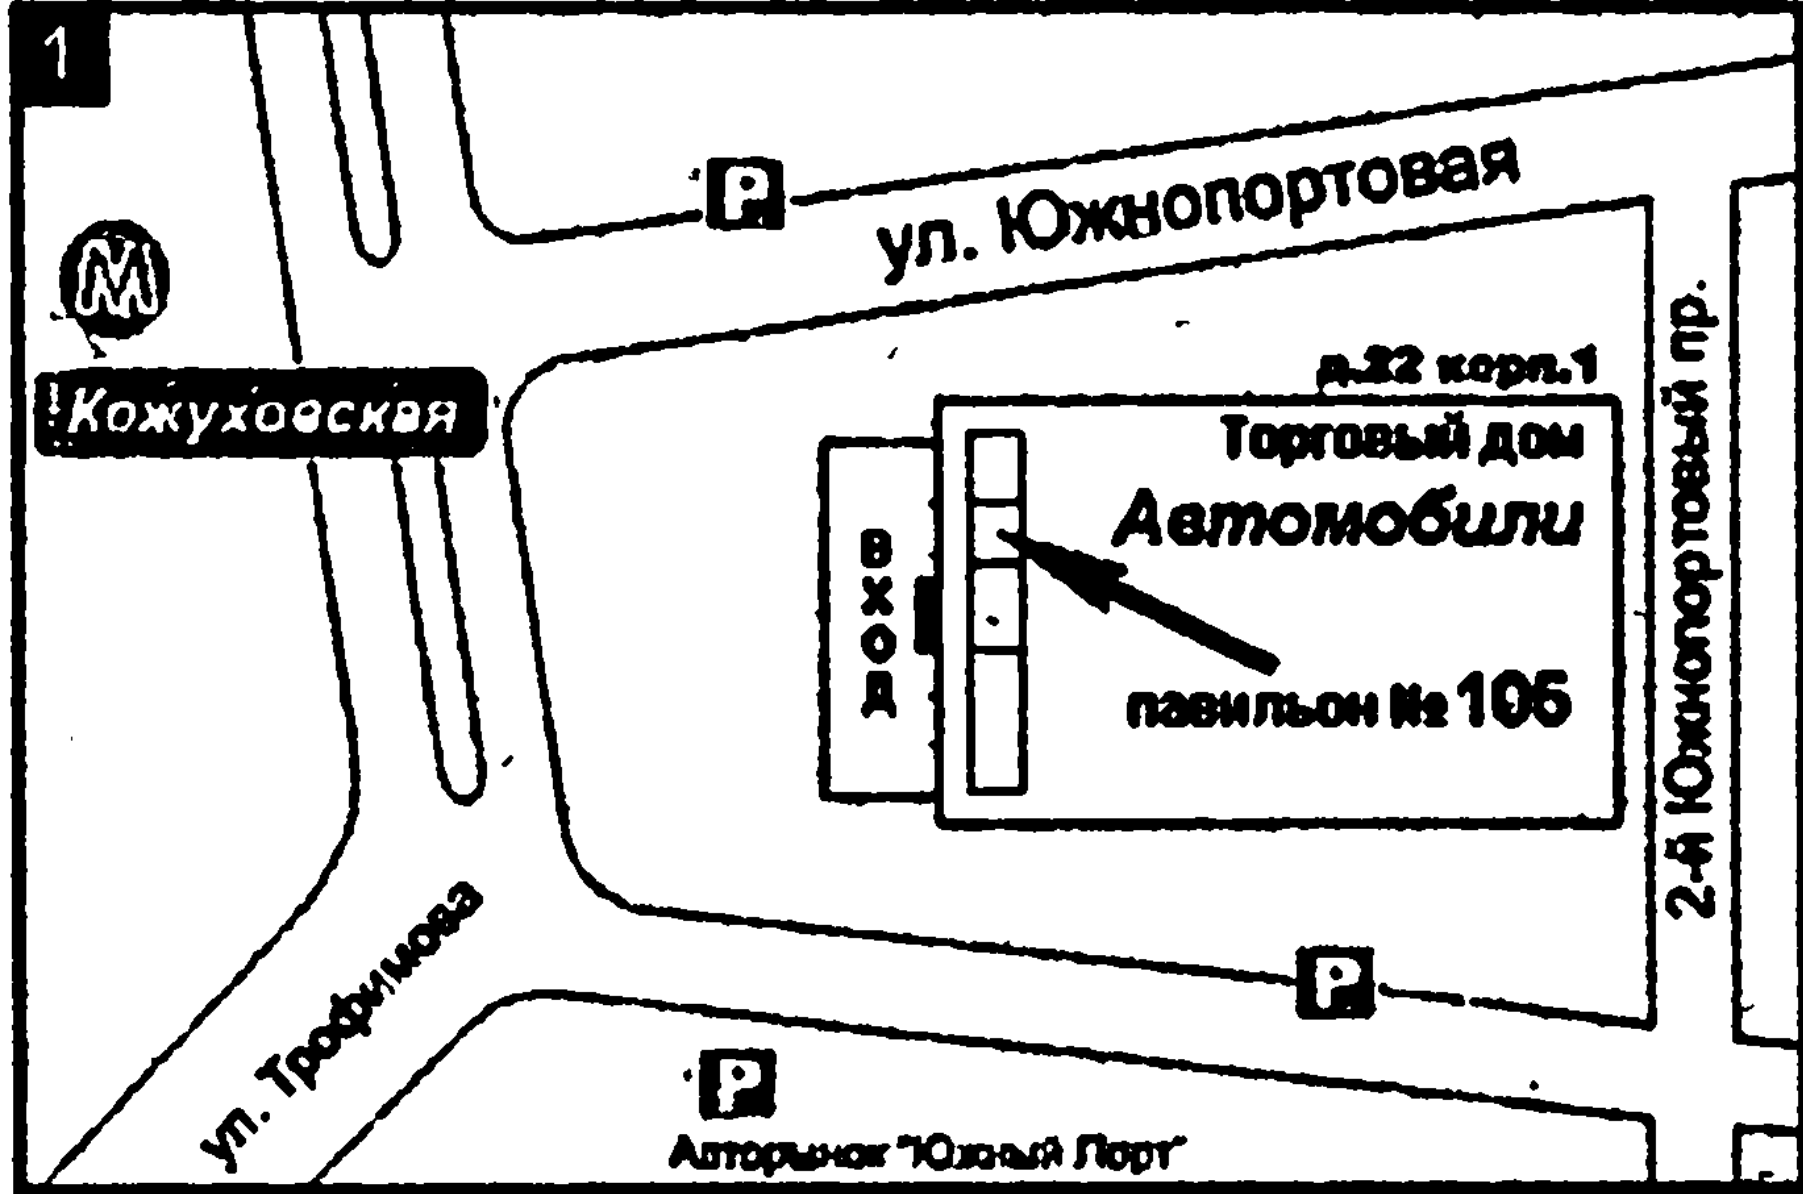 1
P
ул. Южнопортовая
М
Кожуховская
д.22 корп.1
Торговый дом
Автомобили
вход
павильон № 105
2-й Южнопортовый пр.
ул. Трофимова
P
P
Авторынок "Южный Порт"